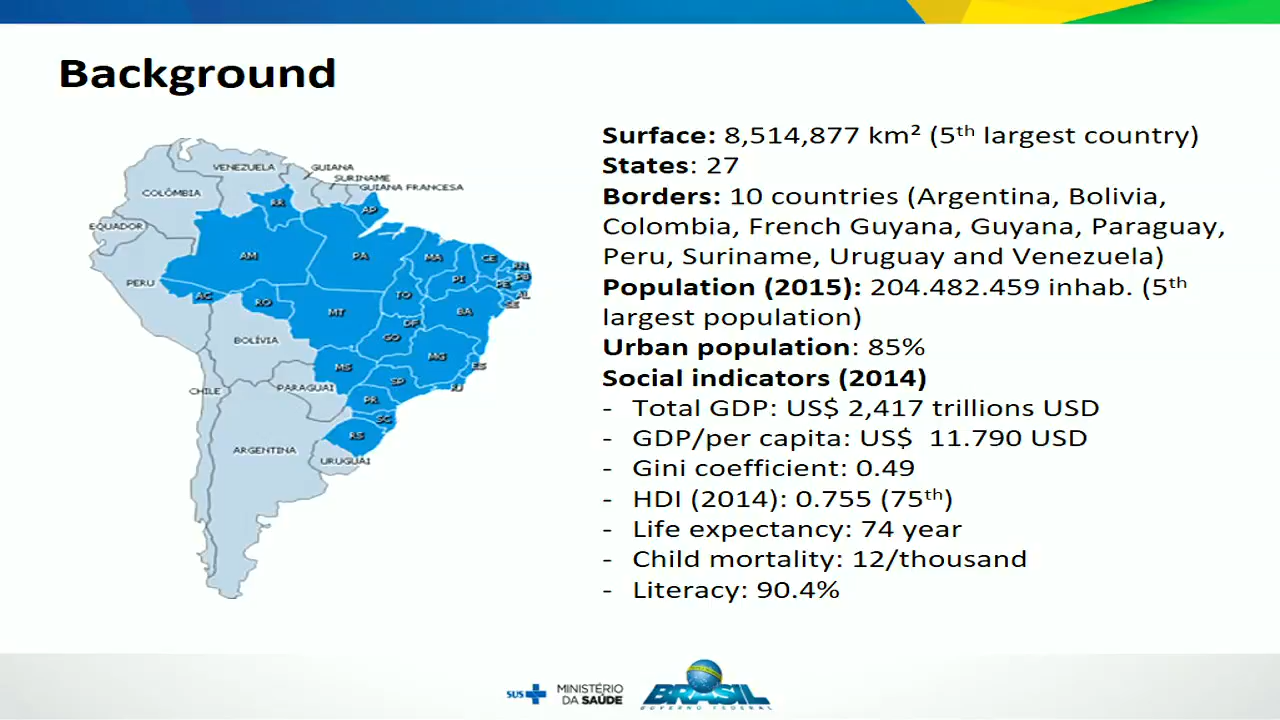 Background
Surface: 8,514,877 km² (5th largest country)
States: 27
Borders: 10 countries (Argentina, Bolivia,
Colombia, French Guyana, Guyana, Paraguay,
Peru, Suriname, Uruguay and Venezuela)
Population (2015): 204.482.459 inhab. (5th
largest population)
Urban population: 85%
Social indicators (2014)
- Total GDP: US$ 2,417 trillions USD
- GDP/per capita: US$ 11.790 USD
- Gini coefficient: 0.49
- HDI (2014): 0.755 (75th)
- Life expectancy: 74 year
- Child mortality: 12/thousand
- Literacy: 90.4%
VENEZUELA
GUIANA
SURINAME
GUIANA FRANCESA
COLÔMBIA
RR
AP
EQUADOR
AM
PA
MA
CE
RN
PB
PI
PE
PERU
AC
RO
TO
AL
SE
MT
BA
DF
GO
BOLÍVIA
MG
ES
MS
SP
RJ
CHILE
PARAGUAI
PR
SC
RS
ARGENTINA
URUGUAI
SUS
MINISTÉRIO
DA SAÚDE
BRASIL
GOVERNO FEDERAL